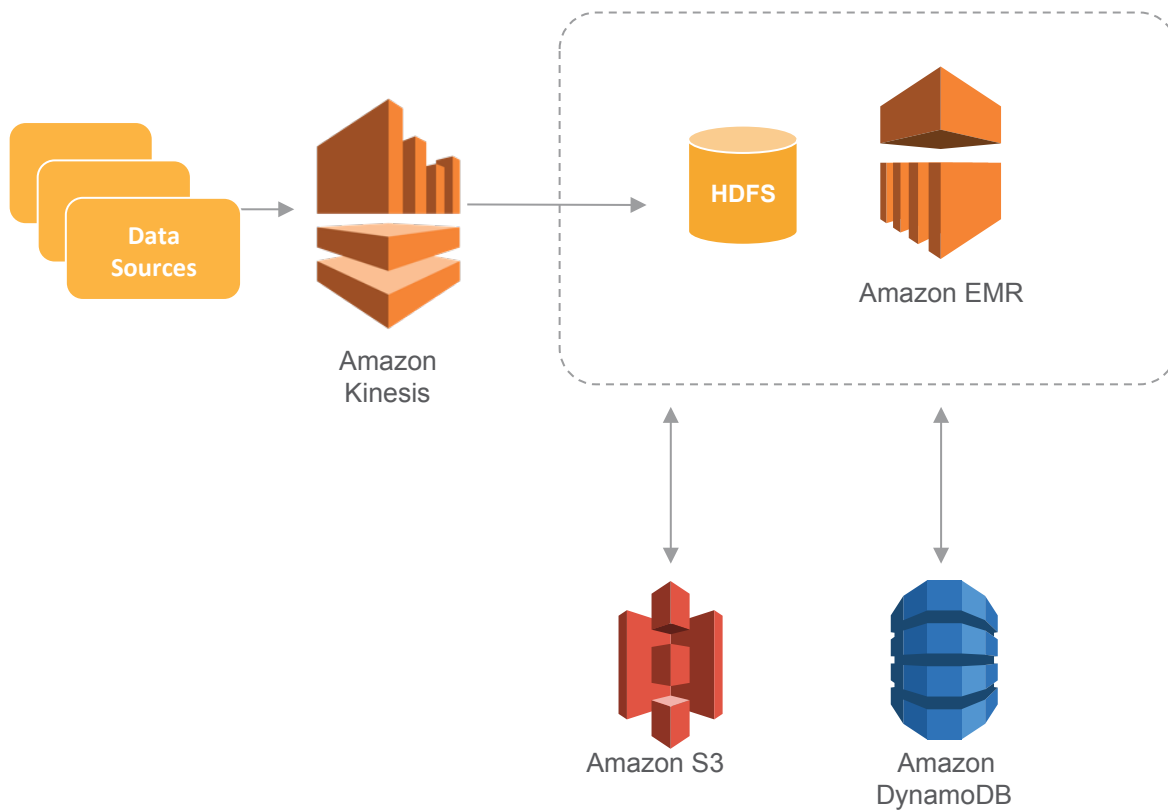 Data
Sources
Amazon
Kinesis
HDFS
Amazon EMR
Amazon S3
Amazon
DynamoDB